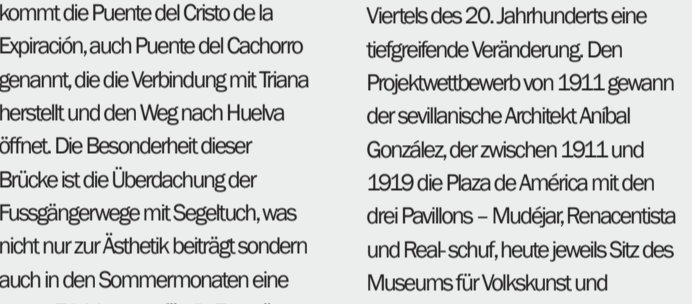 kommt die Puente del Cristo de la
Expiración, auch Puente del Cachorro
genannt, die die Verbindung mit Triana
herstellt und den Weg nach Huelva
öffnet. Die Besonderheit dieser
Brücke ist die Überdachung der
Fussgängerwege mit Segeltuch, was
nicht nur zur Ästhetik beiträgt sondern
auch in den Sommermonaten eine
Viertels des 20. Jahrhunderts eine
tiefgreifende Veränderung. Den
Projektwettbewerb von 1911 gewann
der sevillanische Architekt Aníbal
González, der zwischen 1911 und
1919 die Plaza de América mit den
drei Pavillons – Mudéjar, Renacentista
und Real- schuf, heute jeweils Sitz des
Museums für Volkskunst und